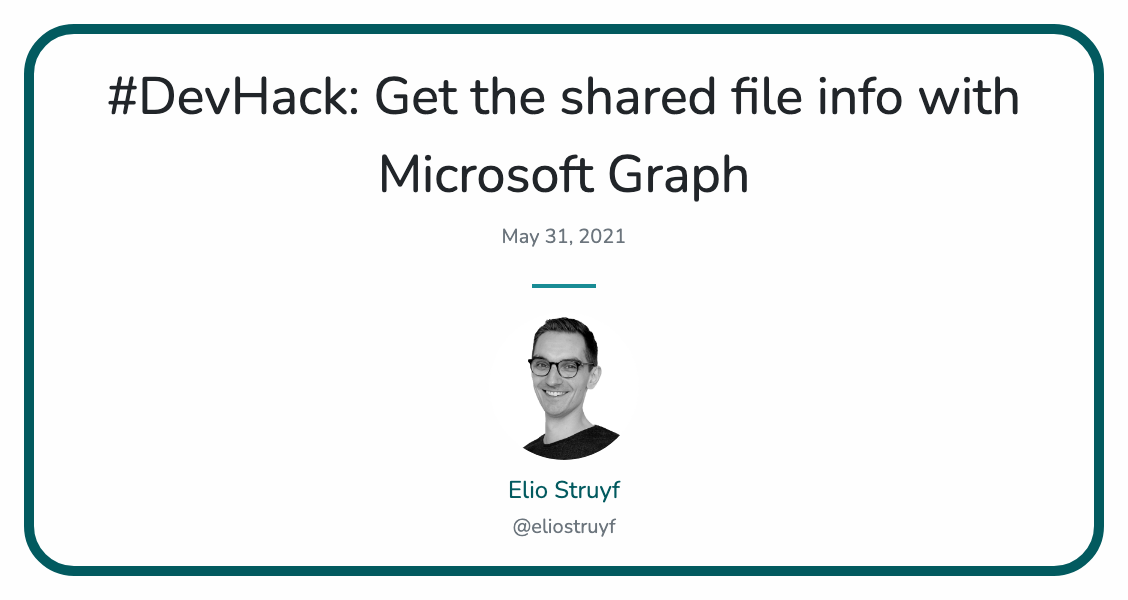 #DevHack: Get the shared file info with
Microsoft Graph
May 31, 2021
Elio Struyf
@eliostruyf